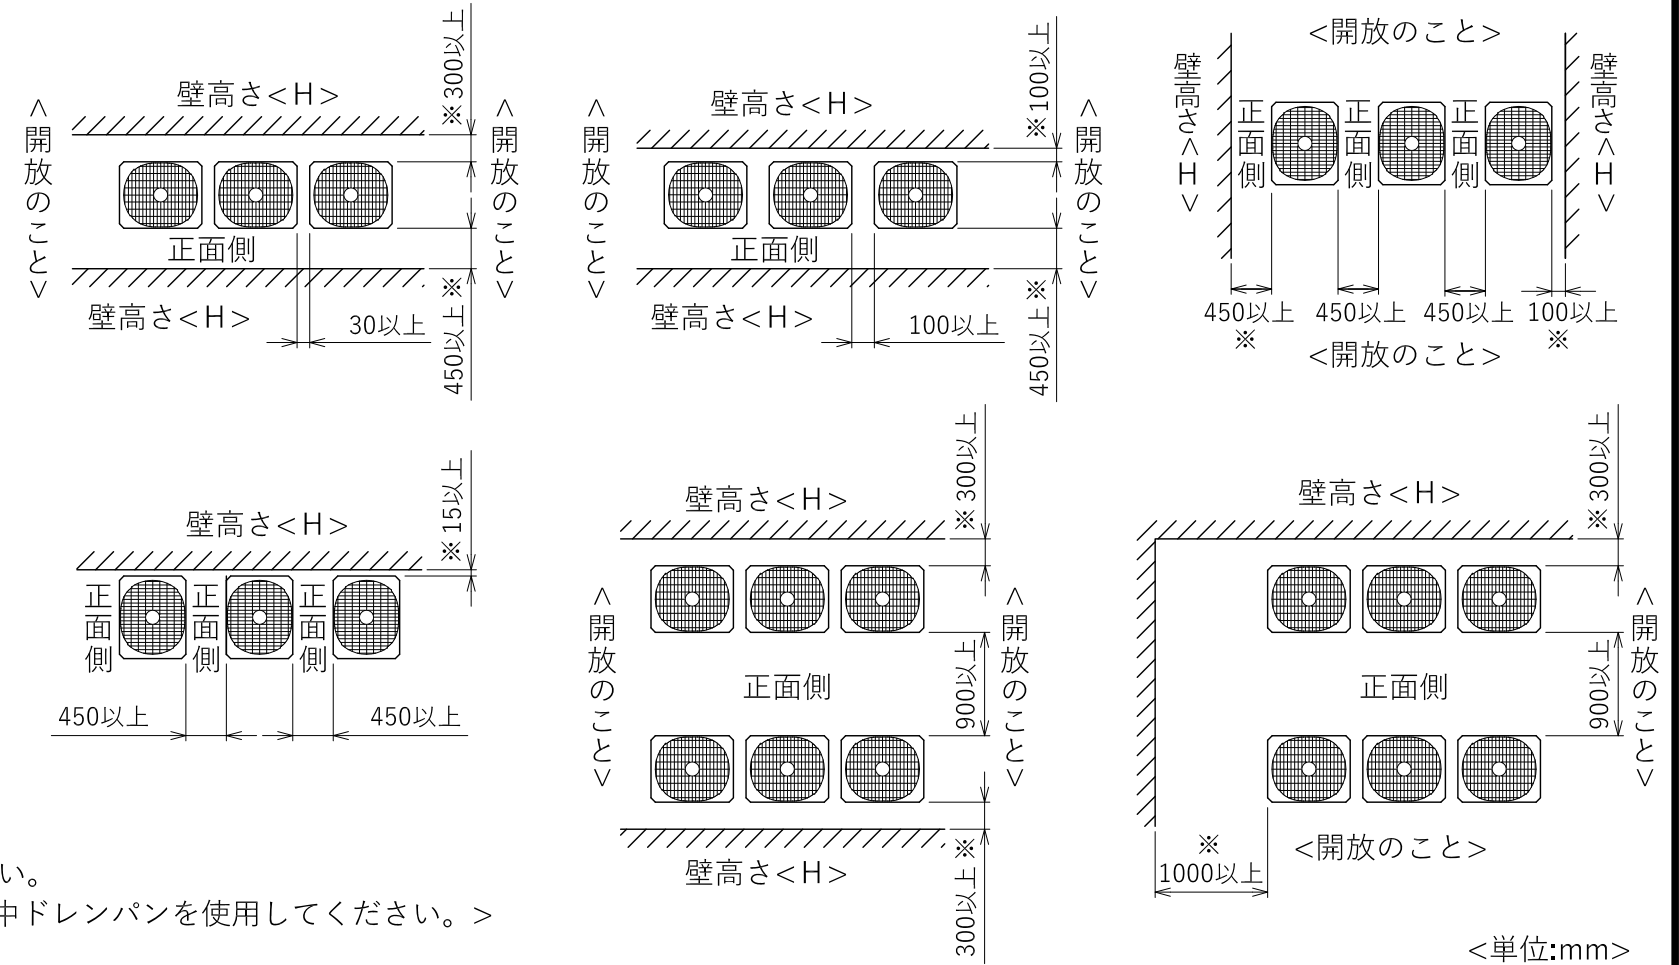 壁高さ<H>
※300以上
<開放のこと>
<開放のこと>
正面側
壁高さ<H>
30以上
450以上※
壁高さ<H>
※100以上
<開放のこと>
<開放のこと>
正面側
壁高さ<H>
100以上
450以上※
<開放のこと>
壁高さ<H>
正面側
正面側
正面側
壁高さ<H>
450以上
※
450以上
450以上
100以上
※
<開放のこと>
壁高さ<H>
※15以上
正面側
正面側
正面側
450以上
450以上
壁高さ<H>
※300以上
<開放のこと>
<開放のこと>
正面側
900以上
壁高さ<H>
300以上※
壁高さ<H>
※300以上
正面側
900以上
<開放のこと>
※
1000以上
<開放のこと>
い。
ドレンパンを使用してください。>
<単位:mm>